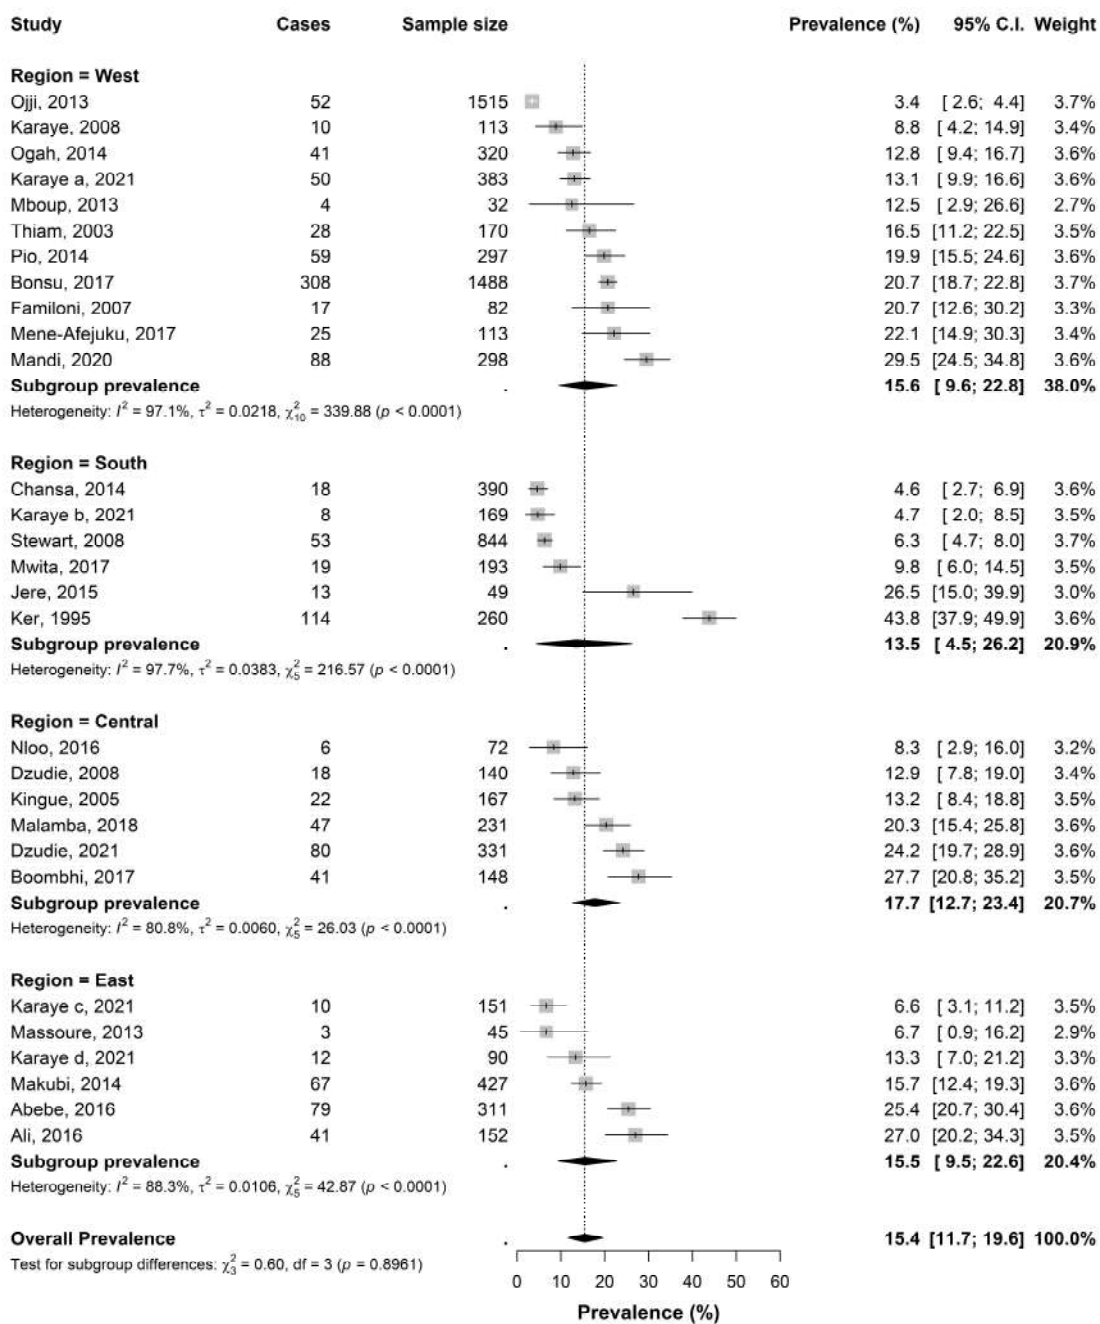 Study Cases Sample size Prevalence (%) 95% C.I. Weight
Region = West
Ojji, 2013 52 1515 3.4 [ 2.6; 4.4] 3.7%
Karaye, 2008 10 113 8.8 [ 4.2; 14.9] 3.4%
Ogah, 2014 41 320 12.8 [ 9.4; 16.7] 3.6%
Karaye a, 2021 50 383 13.1 [ 9.9; 16.6] 3.6%
Mboup, 2013 4 32 12.5 [ 2.9; 26.6] 2.7%
Thiam, 2003 28 170 16.5 [11.2; 22.5] 3.5%
Pio, 2014 59 297 19.9 [15.5; 24.6] 3.6%
Bonsu, 2017 308 1488 20.7 [18.7; 22.8] 3.7%
Familoni, 2007 17 82 20.7 [12.6; 30.2] 3.3%
Mene-Afejuku, 2017 25 113 22.1 [14.9; 30.3] 3.4%
Mandi, 2020 88 298 29.5 [24.5; 34.8] 3.6%
Subgroup prevalence . 15.6 [ 9.6; 22.8] 38.0%
Heterogeneity: I² = 97.1%, τ² = 0.0218, χ²₁₀ = 339.88 (p < 0.0001)
Region = South
Chansa, 2014 18 390 4.6 [ 2.7; 6.9] 3.6%
Karaye b, 2021 8 169 4.7 [ 2.0; 8.5] 3.5%
Stewart, 2008 53 844 6.3 [ 4.7; 8.0] 3.7%
Mwita, 2017 19 193 9.8 [ 6.0; 14.5] 3.5%
Jere, 2015 13 49 26.5 [15.0; 39.9] 3.0%
Ker, 1995 114 260 43.8 [37.9; 49.9] 3.6%
Subgroup prevalence . 13.5 [ 4.5; 26.2] 20.9%
Heterogeneity: I² = 97.7%, τ² = 0.0383, χ²₅ = 216.57 (p < 0.0001)
Region = Central
Nloo, 2016 6 72 8.3 [ 2.9; 16.0] 3.2%
Dzudie, 2008 18 140 12.9 [ 7.8; 19.0] 3.4%
Kingue, 2005 22 167 13.2 [ 8.4; 18.8] 3.5%
Malamba, 2018 47 231 20.3 [15.4; 25.8] 3.6%
Dzudie, 2021 80 331 24.2 [19.7; 28.9] 3.6%
Boombhi, 2017 41 148 27.7 [20.8; 35.2] 3.5%
Subgroup prevalence . 17.7 [12.7; 23.4] 20.7%
Heterogeneity: I² = 80.8%, τ² = 0.0060, χ²₅ = 26.03 (p < 0.0001)
Region = East
Karaye c, 2021 10 151 6.6 [ 3.1; 11.2] 3.5%
Massoure, 2013 3 45 6.7 [ 0.9; 16.2] 2.9%
Karaye d, 2021 12 90 13.3 [ 7.0; 21.2] 3.3%
Makubi, 2014 67 427 15.7 [12.4; 19.3] 3.6%
Abebe, 2016 79 311 25.4 [20.7; 30.4] 3.6%
Ali, 2016 41 152 27.0 [20.2; 34.3] 3.5%
Subgroup prevalence . 15.5 [ 9.5; 22.6] 20.4%
Heterogeneity: I² = 88.3%, τ² = 0.0106, χ²₅ = 42.87 (p < 0.0001)
Overall Prevalence . 15.4 [11.7; 19.6] 100.0%
Test for subgroup differences: χ²₃ = 0.60, df = 3 (p = 0.8961)
0 10 20 30 40 50 60
Prevalence (%)